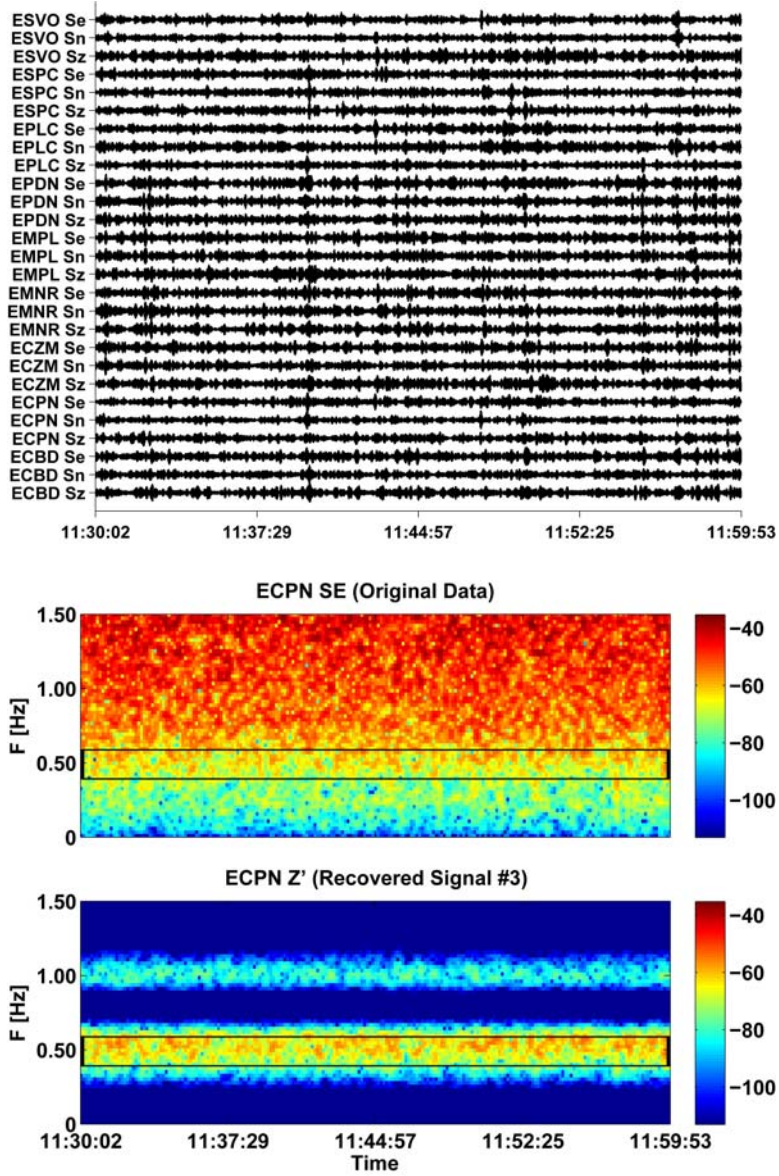 ESVO Se
ESVO Sn
ESVO Sz
ESPC Se
ESPC Sn
ESPC Sz
EPLC Se
EPLC Sn
EPLC Sz
EPDN Se
EPDN Sn
EPDN Sz
EMPL Se
EMPL Sn
EMPL Sz
EMNR Se
EMNR Sn
EMNR Sz
ECZM Se
ECZM Sn
ECZM Sz
ECPN Se
ECPN Sn
ECPN Sz
ECBD Se
ECBD Sn
ECBD Sz
11:30:02 11:37:29 11:44:57 11:52:25 11:59:53
ECPN SE (Original Data)
1.50
1.00
0.50
0
F [Hz]
−40
−60
−80
−100
ECPN Z' (Recovered Signal #3)
1.50
1.00
0.50
0
F [Hz]
−40
−60
−80
−100
11:30:02 11:37:29 11:44:57 11:52:25 11:59:53
Time